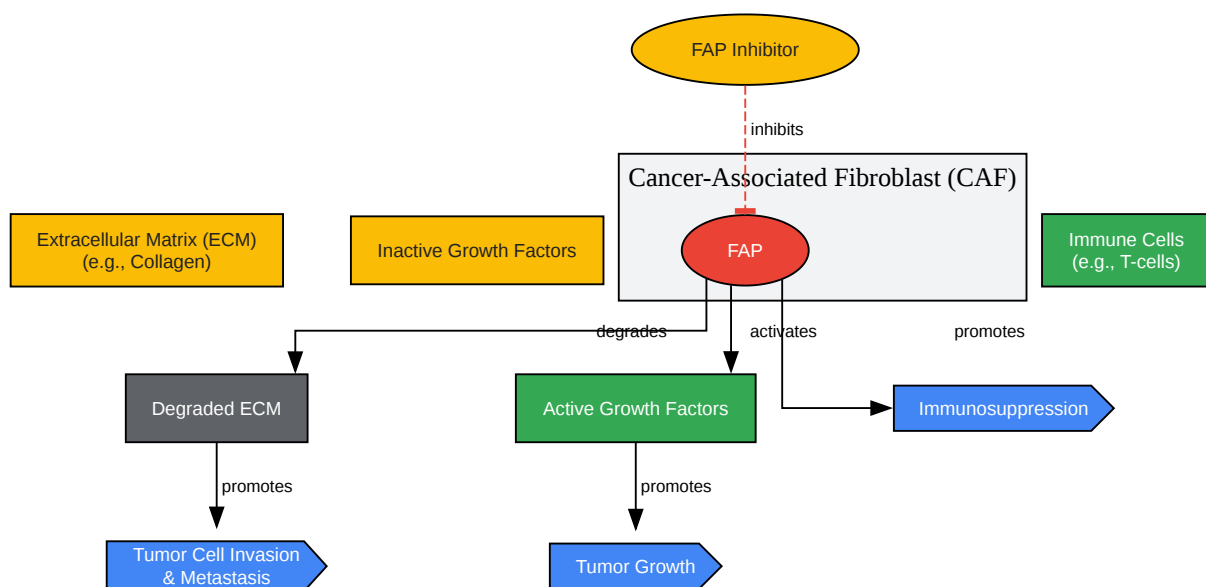 FAP Inhibitor
inhibits
Cancer-Associated Fibroblast (CAF)
Extracellular Matrix (ECM)
(e.g., Collagen)
Inactive Growth Factors
FAP
Immune Cells
(e.g., T-cells)
degrades
activates
promotes
Degraded ECM
Active Growth Factors
Immunosuppression
promotes
promotes
Tumor Cell Invasion
& Metastasis
Tumor Growth